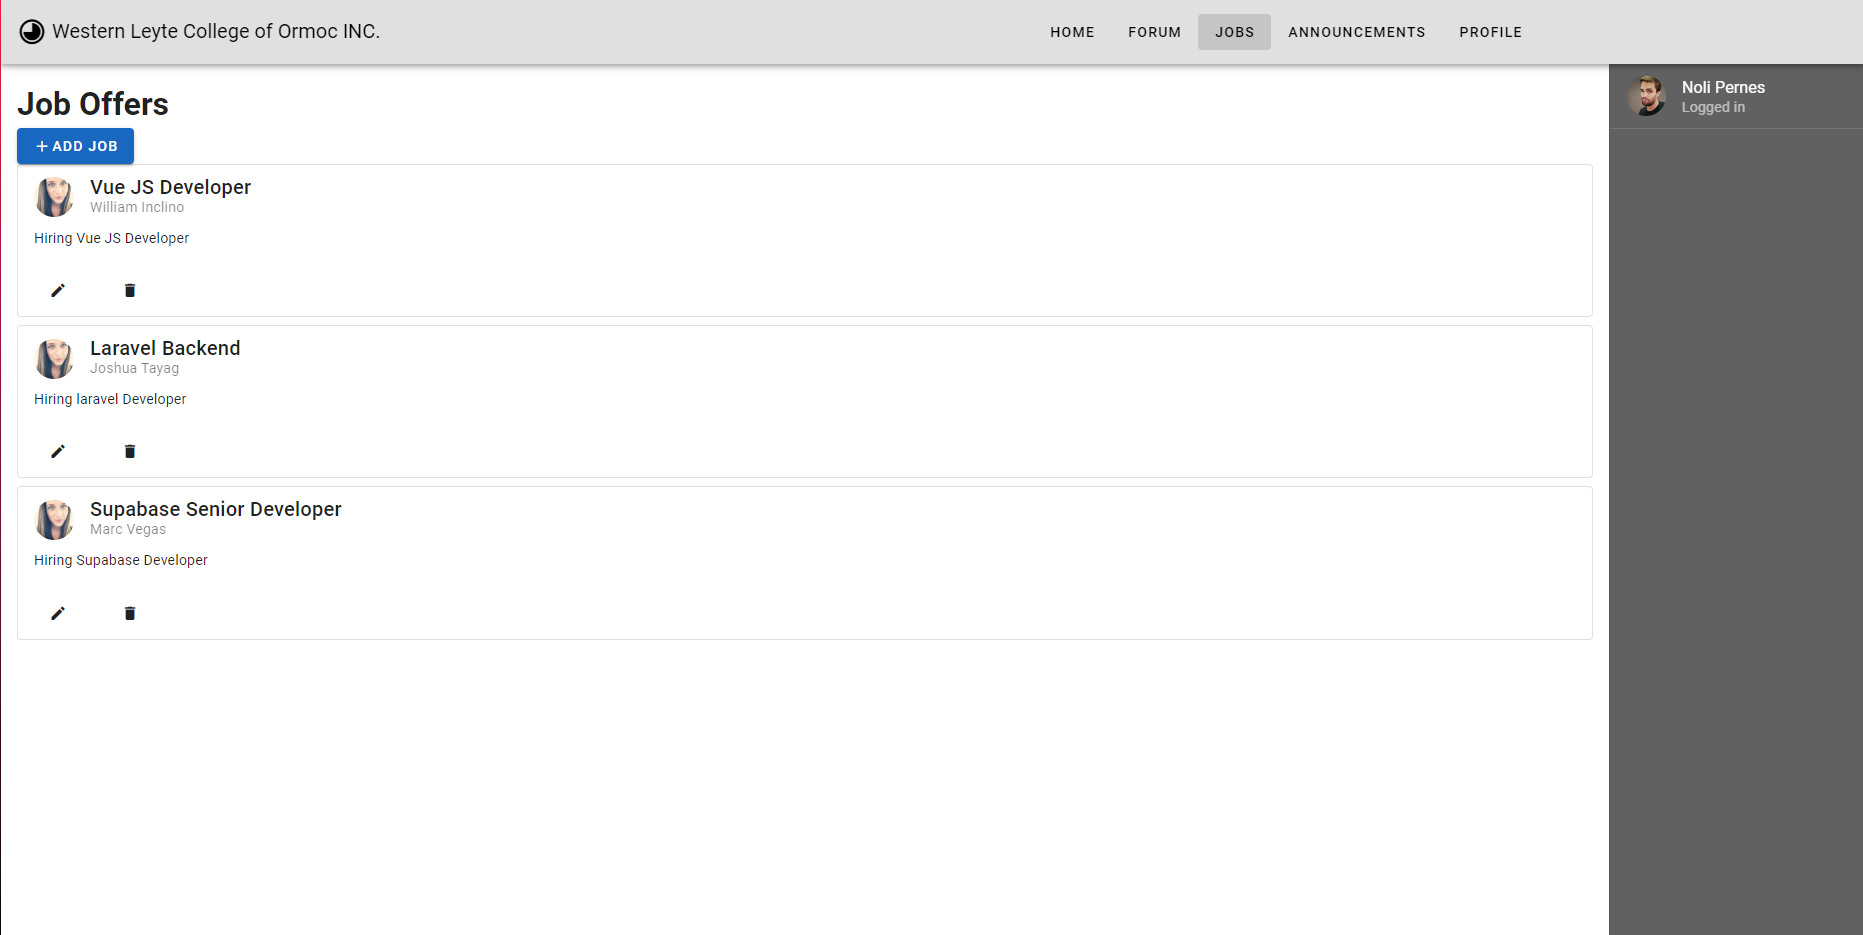 Western Leyte College of Ormoc INC.
HOME FORUM JOBS ANNOUNCEMENTS PROFILE
Noli Pernes
Logged in
Job Offers
+ ADD JOB
Vue JS Developer
William Inclino
Hiring Vue JS Developer
Laravel Backend
Joshua Tayag
Hiring laravel Developer
Supabase Senior Developer
Marc Vegas
Hiring Supabase Developer